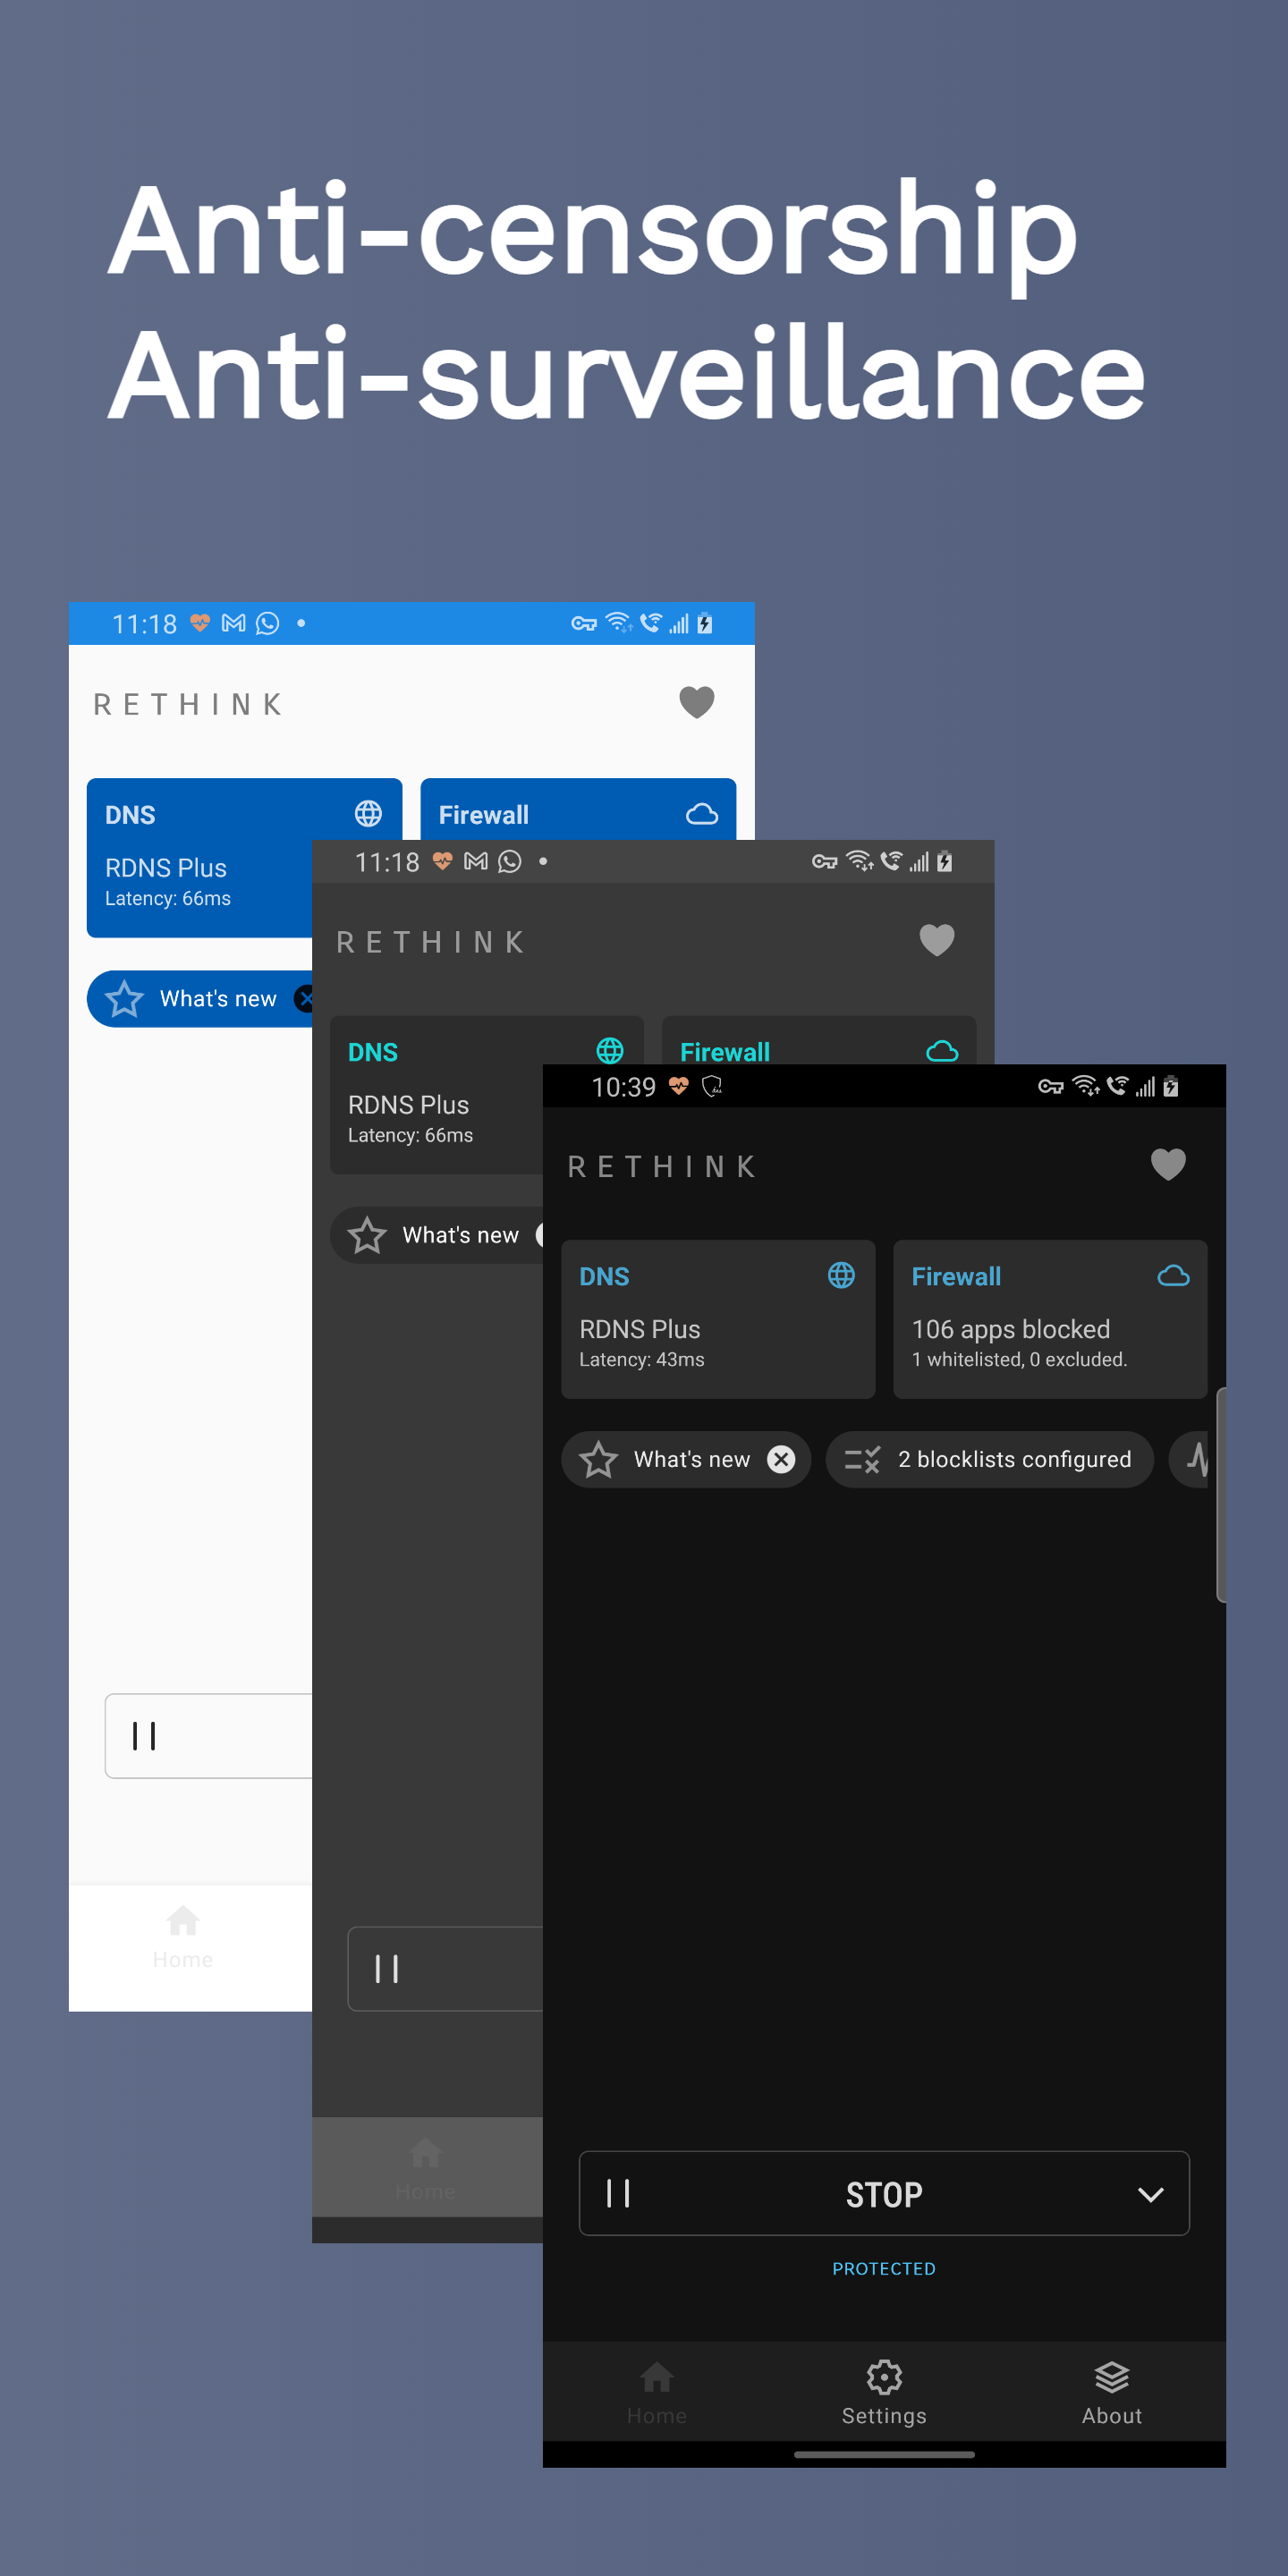 Anti-censorship
Anti-surveillance
11:18
RETHINK
DNS
Firewall
RDNS Plus
Latency: 66ms
What's new
Home
11:18
RETHINK
DNS
Firewall
RDNS Plus
Latency: 66ms
What's new
Home
10:39
RETHINK
DNS
Firewall
RDNS Plus
106 apps blocked
Latency: 43ms
1 whitelisted, 0 excluded.
What's new
2 blocklists configured
STOP
PROTECTED
Home
Settings
About